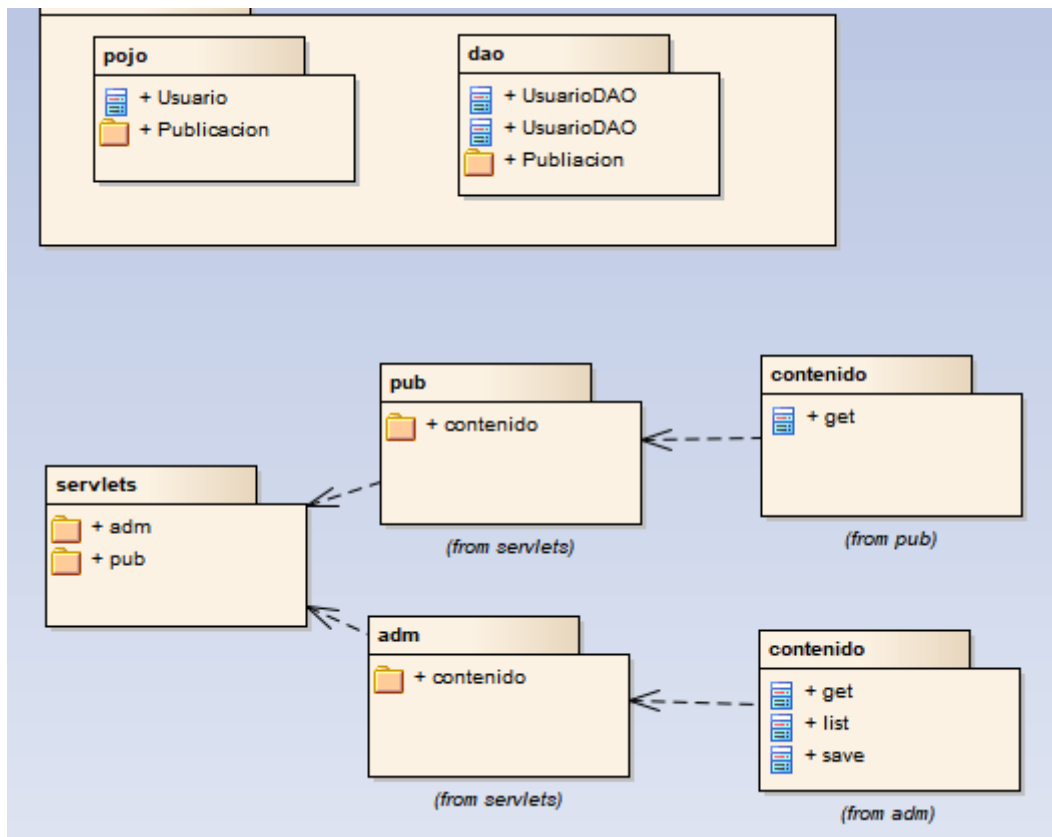 pojo
+ Usuario
+ Publicacion
dao
+ UsuarioDAO
+ UsuarioDAO
+ Publiacion
pub
+ contenido
(from servlets)
contenido
+ get
(from pub)
servlets
+ adm
+ pub
adm
+ contenido
(from servlets)
contenido
+ get
+ list
+ save
(from adm)